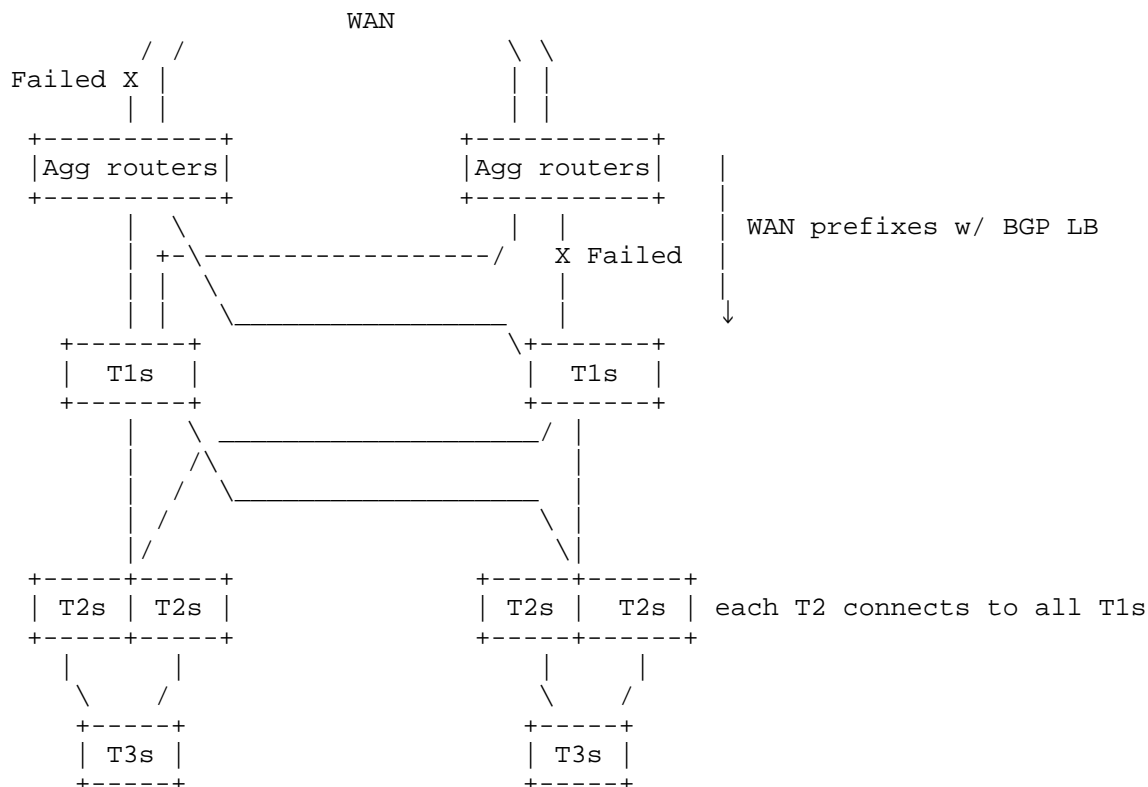 WAN
Failed X
Agg routers Agg routers
WAN prefixes w/ BGP LB
X Failed
T1s T1s
T2s T2s T2s T2s each T2 connects to all T1s
T3s T3s